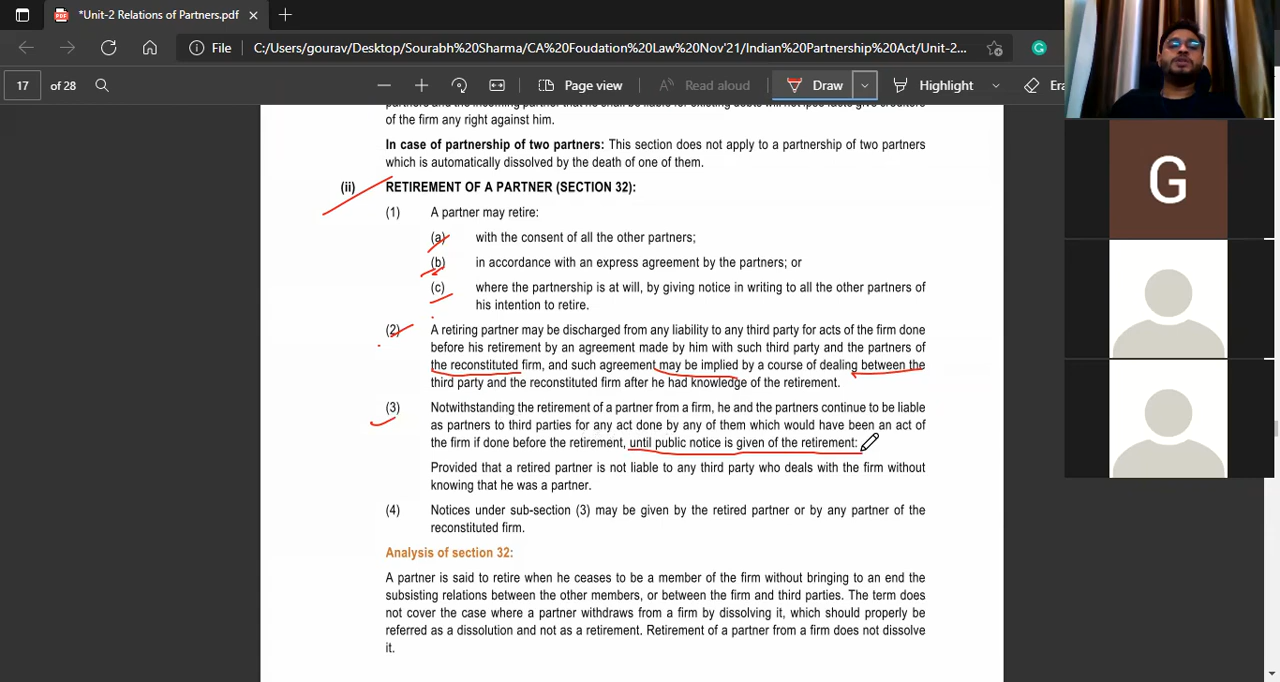 *Unit-2 Relations of Partners.pdf
File C:/Users/gourav/Desktop/Sourabh%20Sharma/CA%20Foudation%20Law%20Nov'21/Indian%20Partnership%20Act/Unit-2...
17 of 28 Page view Read aloud Draw Highlight Era
of the firm any right against him.
In case of partnership of two partners: This section does not apply to a partnership of two partners
which is automatically dissolved by the death of one of them.
(ii) RETIREMENT OF A PARTNER (SECTION 32):
(1) A partner may retire:
(a) with the consent of all the other partners;
(b) in accordance with an express agreement by the partners; or
(c) where the partnership is at will, by giving notice in writing to all the other partners of
his intention to retire.
(2) A retiring partner may be discharged from any liability to any third party for acts of the firm done
before his retirement by an agreement made by him with such third party and the partners of
the reconstituted firm, and such agreement may be implied by a course of dealing between the
third party and the reconstituted firm after he had knowledge of the retirement.
(3) Notwithstanding the retirement of a partner from a firm, he and the partners continue to be liable
as partners to third parties for any act done by any of them which would have been an act of
the firm if done before the retirement, until public notice is given of the retirement:
Provided that a retired partner is not liable to any third party who deals with the firm without
knowing that he was a partner.
(4) Notices under sub-section (3) may be given by the retired partner or by any partner of the
reconstituted firm.
Analysis of section 32:
A partner is said to retire when he ceases to be a member of the firm without bringing to an end the
subsisting relations between the other members, or between the firm and third parties. The term does
not cover the case where a partner withdraws from a firm by dissolving it, which should properly be
referred as a dissolution and not as a retirement. Retirement of a partner from a firm does not dissolve
it.
G